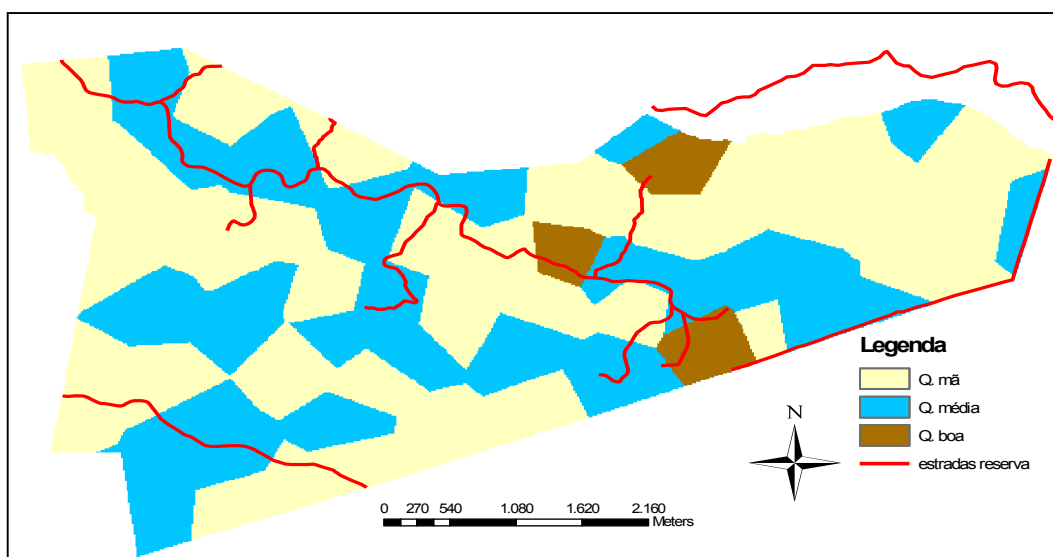 Legenda
Q. mã
Q. média
Q. boa
estradas reserva
N
0 270 540 1.080 1.620 2.160
Meters